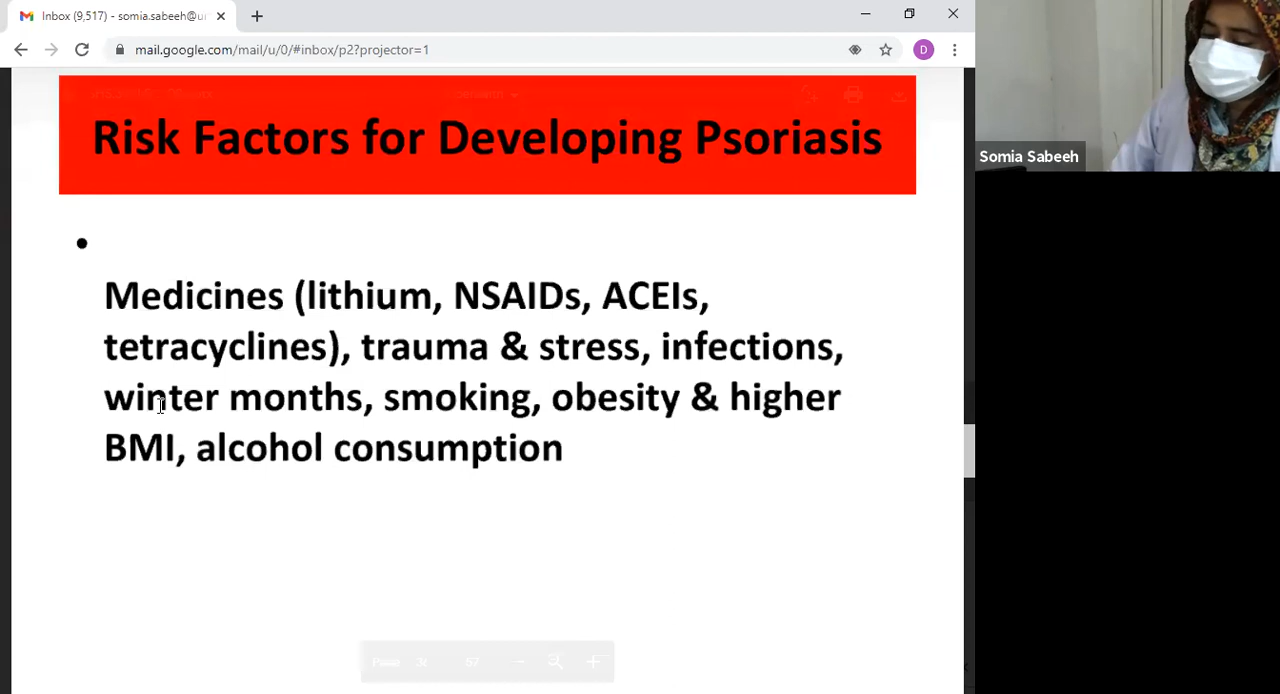 Inbox (9,517) - somia.sabeeh@u
mail.google.com/mail/u/0/#inbox/p2?projector=1
D
Risk Factors for Developing Psoriasis
Somia Sabeeh
•
Medicines (lithium, NSAIDs, ACEIs,
tetracyclines), trauma & stress, infections,
winter months, smoking, obesity & higher
BMI, alcohol consumption